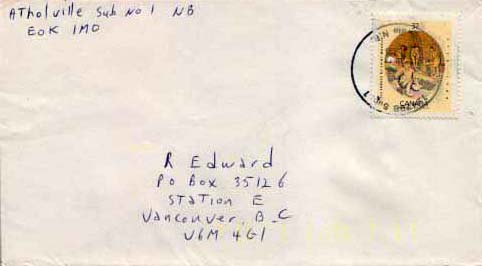 Atholville Sub No 1 NB
E0K 1M0
32
CANADA
R Edward
PO Box 35126
Station E
Vancouver, B-C
V6M 4G1